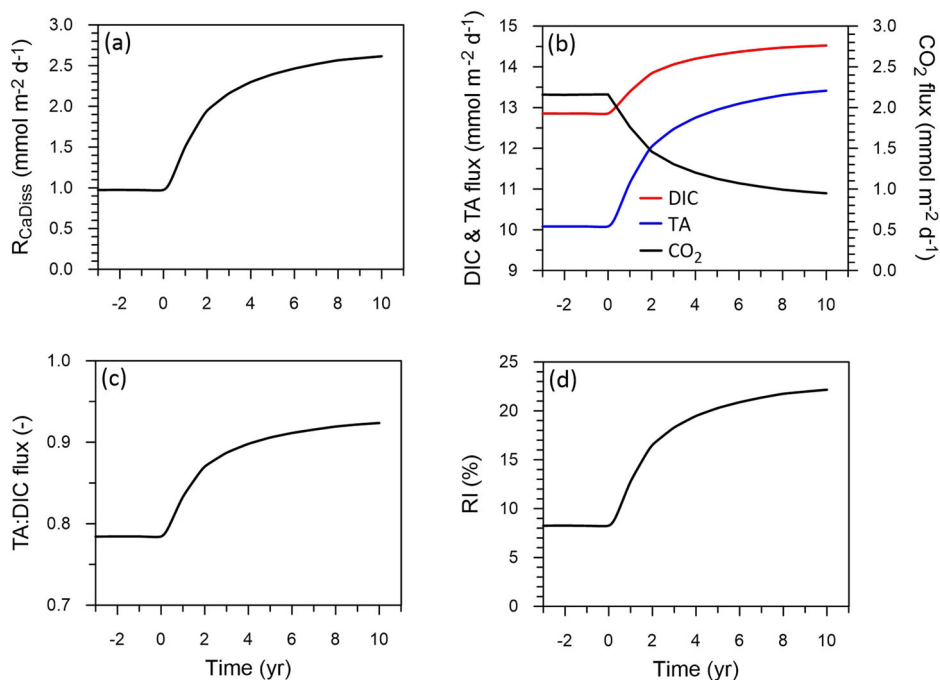 (a)
R_CaDiss (mmol m⁻² d⁻¹)
3.0
2.5
2.0
1.5
1.0
0.5
0.0
-2 0 2 4 6 8 10
(b)
DIC & TA flux (mmol m⁻² d⁻¹)
15
14
13
12
11
10
9
DIC
TA
CO₂
3.0
2.5
2.0
1.5
1.0
0.5
0.0
CO₂ flux (mmol m⁻² d⁻¹)
-2 0 2 4 6 8 10
(c)
TA:DIC flux (-)
1.0
0.9
0.8
0.7
-2 0 2 4 6 8 10
Time (yr)
(d)
RI (%)
25
20
15
10
5
0
-2 0 2 4 6 8 10
Time (yr)